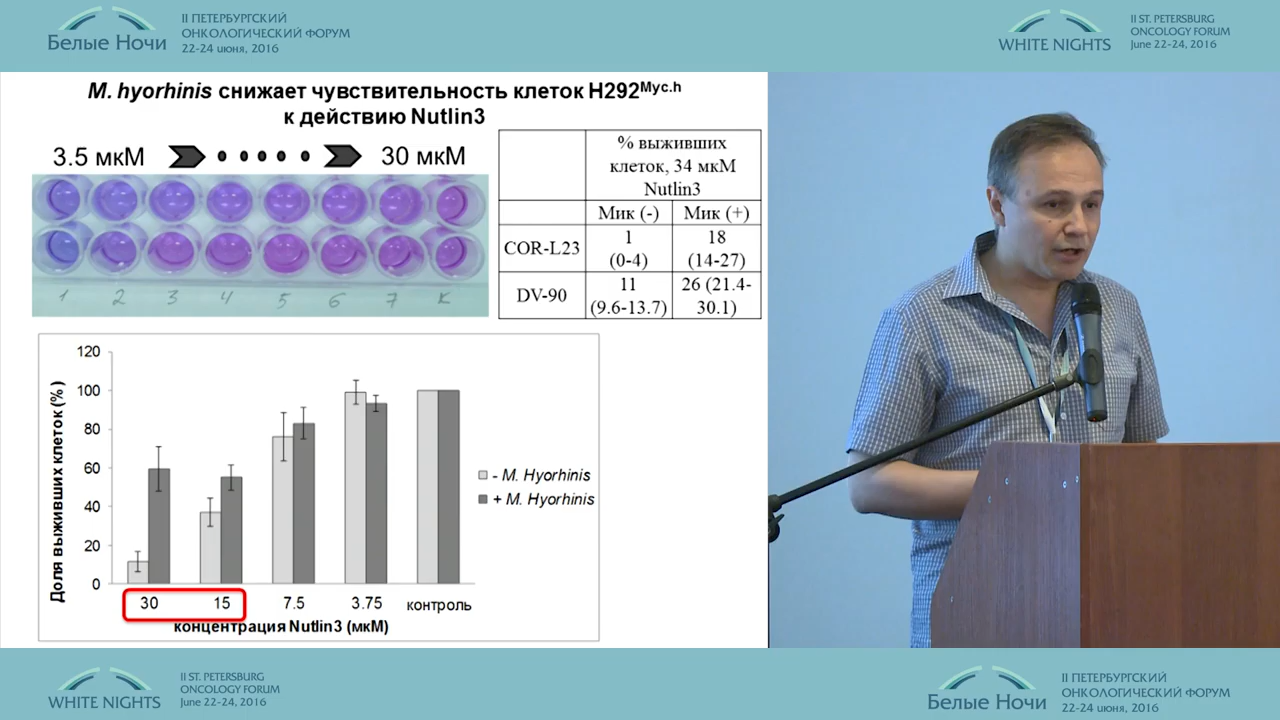 Белые Ночи
II ПЕТЕРБУРГСКИЙ
ОНКОЛОГИЧЕСКИЙ ФОРУМ
22-24 июня, 2016
WHITE NIGHTS
II ST. PETERSBURG
ONCOLOGY FORUM
June 22-24, 2016
M. hyorhinis снижает чувствительность клеток H292Myc.h
к действию Nutlin3
3.5 мкМ
30 мкМ
1 2 3 4 5 6 7 K
% выживших
клеток, 34 мкМ
Nutlin3
Мик (-) Мик (+)
COR-L23 1 18
(0-4) (14-27)
DV-90 11 26 (21.4-
(9.6-13.7) 30.1)
Доля выживших клеток (%)
120
100
80
60
40
20
0
30 15 7.5 3.75 контроль
концентрация Nutlin3 (мкМ)
- M. Hyorhinis
+ M. Hyorhinis
WHITE NIGHTS
II ST. PETERSBURG
ONCOLOGY FORUM
June 22-24, 2016
Белые Ночи
II ПЕТЕРБУРГСКИЙ
ОНКОЛОГИЧЕСКИЙ ФОРУМ
22-24 июня, 2016